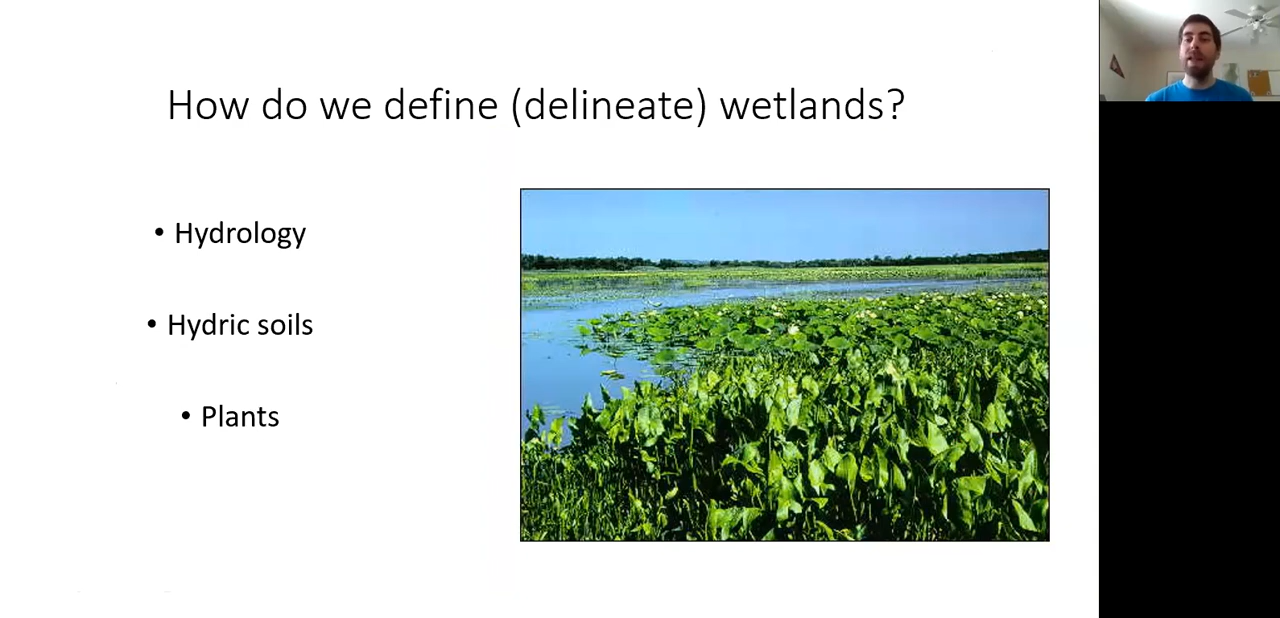 How do we define (delineate) wetlands?
• Hydrology
• Hydric soils
• Plants